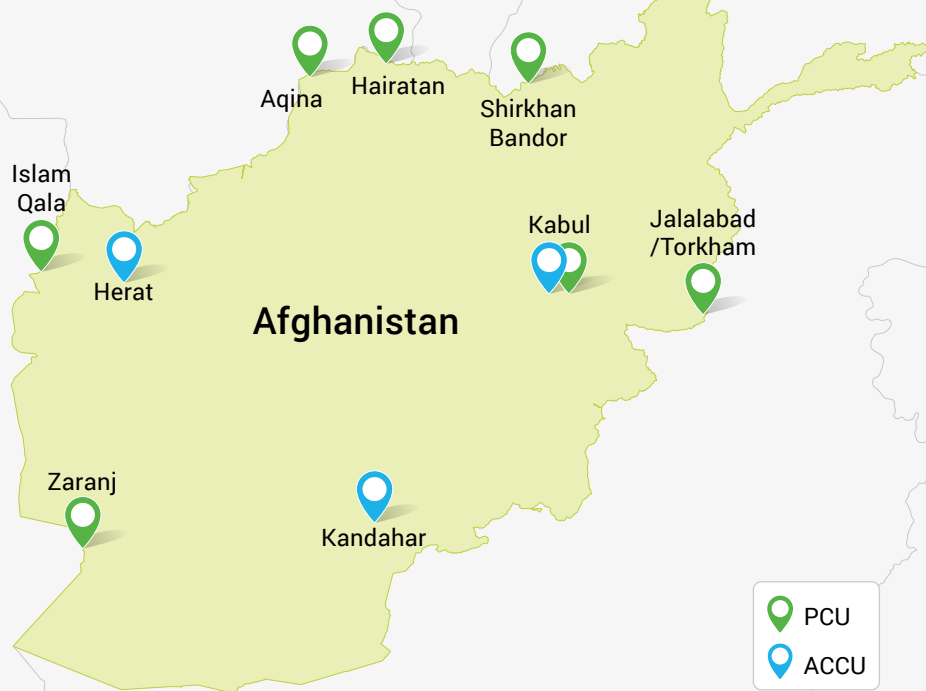 Aqina
Hairatan
Shirkhan
Bandor
Islam
Qala
Herat
Kabul
Jalalabad
/Torkham
Afghanistan
Zaranj
Kandahar
PCU
ACCU